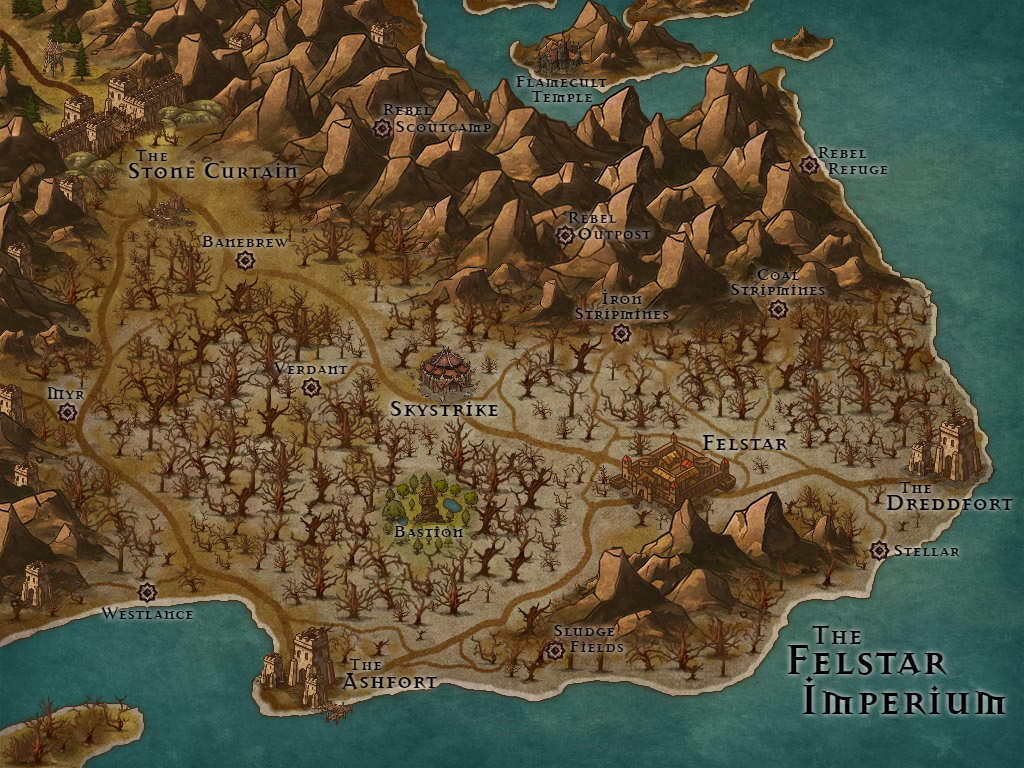 Flamecult
Temple
Rebel
Scoutcamp
The
Stone Curtain
Rebel
Refuge
Rebel
Outpost
Banebrew
Coal
Stripmines
Iron
Stripmines
Verdant
Myr
Skystrike
Felstar
The
Dreddfort
Bastion
Stellar
Westlance
Sludge
Fields
The
Ashfort
The
Felstar
Imperium